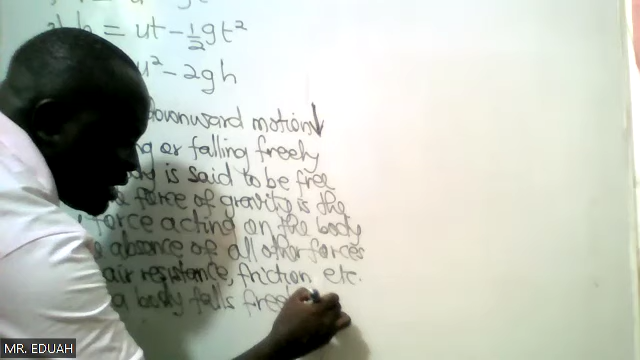 h = ut - ½gt²
u² - 2gh
downward motion ↓
or falling freely
is said to be free
force of gravity is the
force acting on the body
absence of all other forces
air resistance, friction etc.
a body falls
MR. EDUAH